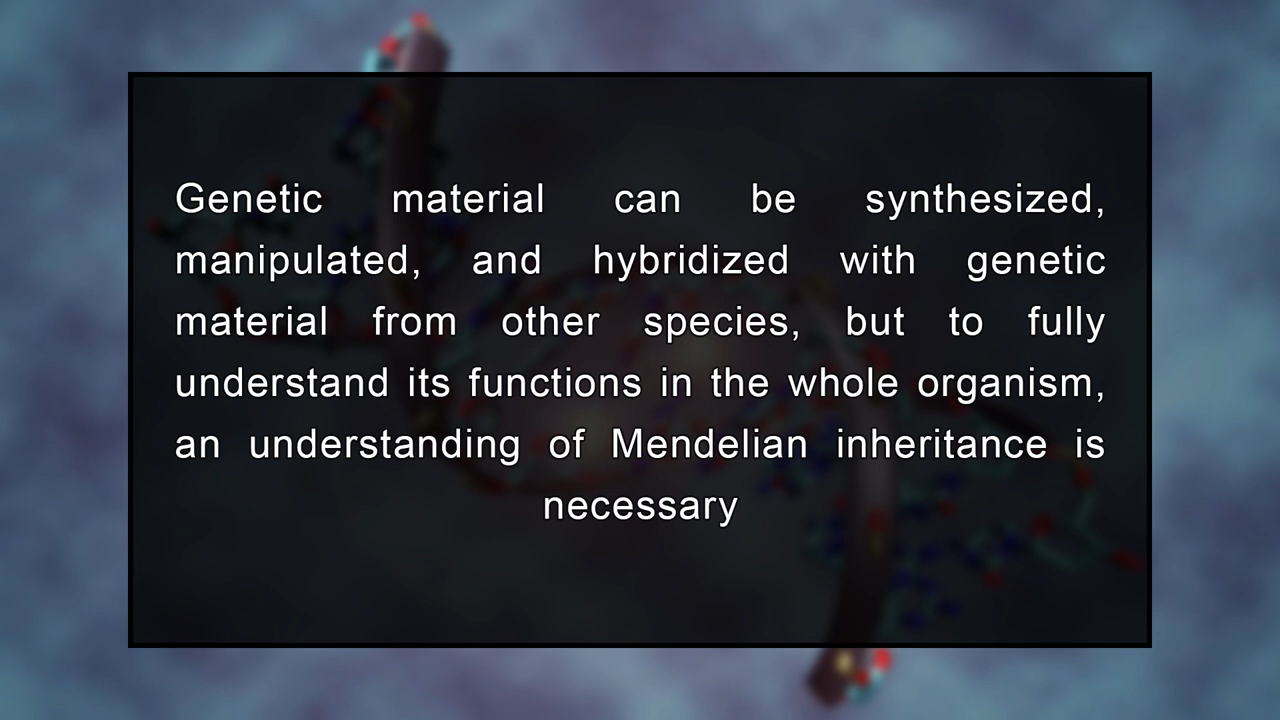 Genetic material can be synthesized,
manipulated, and hybridized with genetic
material from other species, but to fully
understand its functions in the whole organism,
an understanding of Mendelian inheritance is
necessary